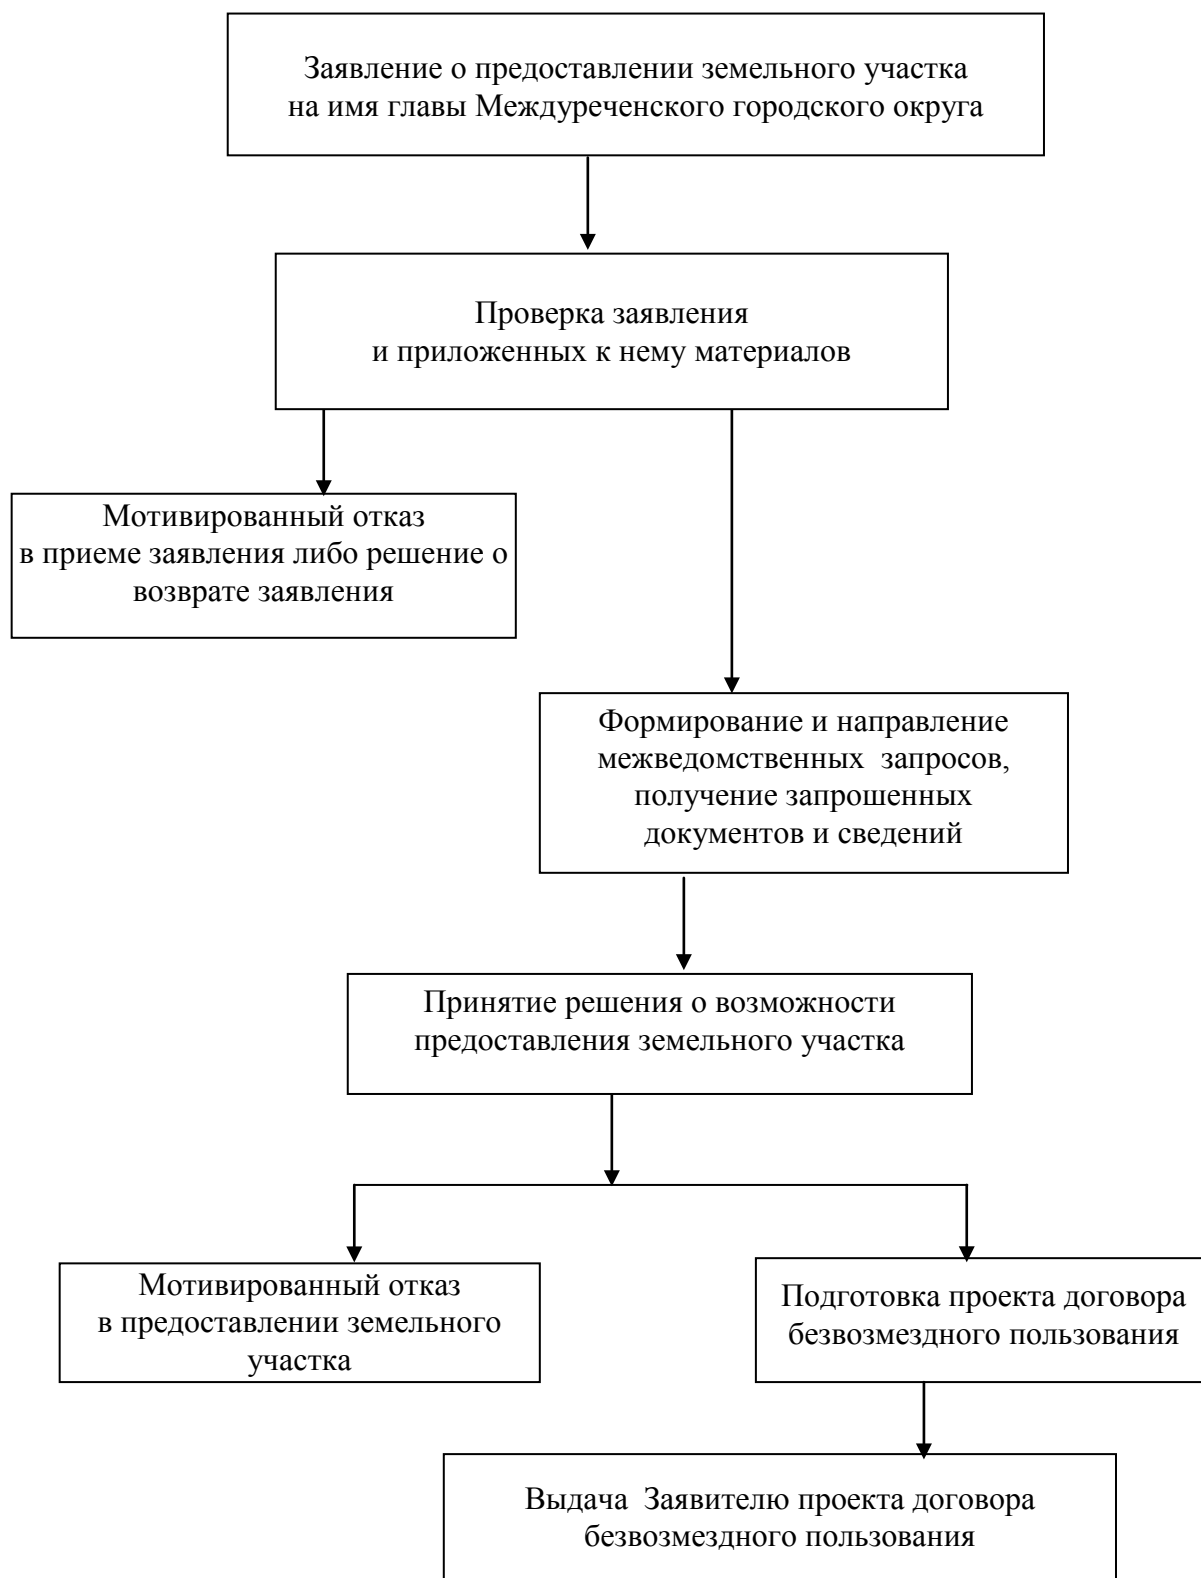 Заявление о предоставлении земельного участка
на имя главы Междуреченского городского округа
Проверка заявления
и приложенных к нему материалов
Мотивированный отказ
в приеме заявления либо решение о
возврате заявления
Формирование и направление
межведомственных запросов,
получение запрошенных
документов и сведений
Принятие решения о возможности
предоставления земельного участка
Мотивированный отказ
в предоставлении земельного
участка
Подготовка проекта договора
безвозмездного пользования
Выдача Заявителю проекта договора
безвозмездного пользования